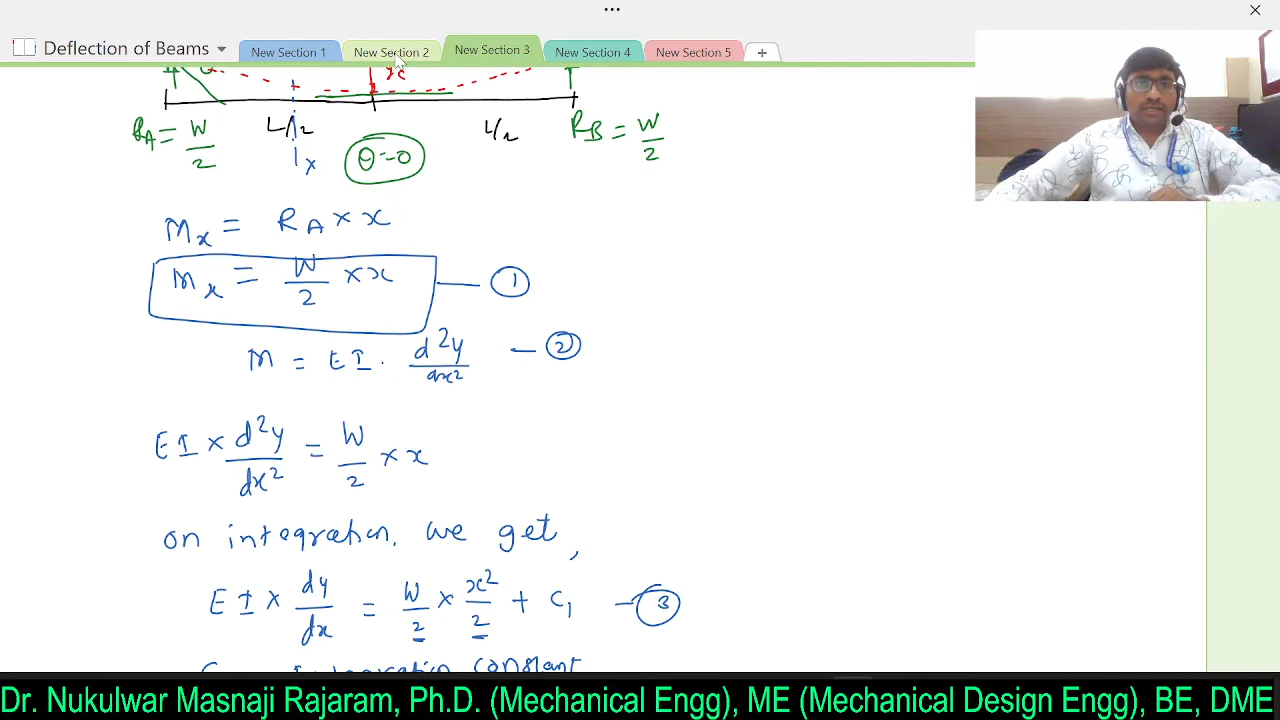 Deflection of Beams
New Section 1
New Section 2
New Section 3
New Section 4
New Section 5
yc
RA = W/2
L/2
x
θ=0
L/2
RB = W/2
Mx = RA × x
Mx = W/2 × x — ①
M = EI · d²y/dx² — ②
EI × d²y/dx² = W/2 × x
on integration, we get,
EI × dy/dx = W/2 × x²/2 + C1 — ③
constant
Dr. Nukulwar Masnaji Rajaram, Ph.D. (Mechanical Engg), ME (Mechanical Design Engg), BE, DME